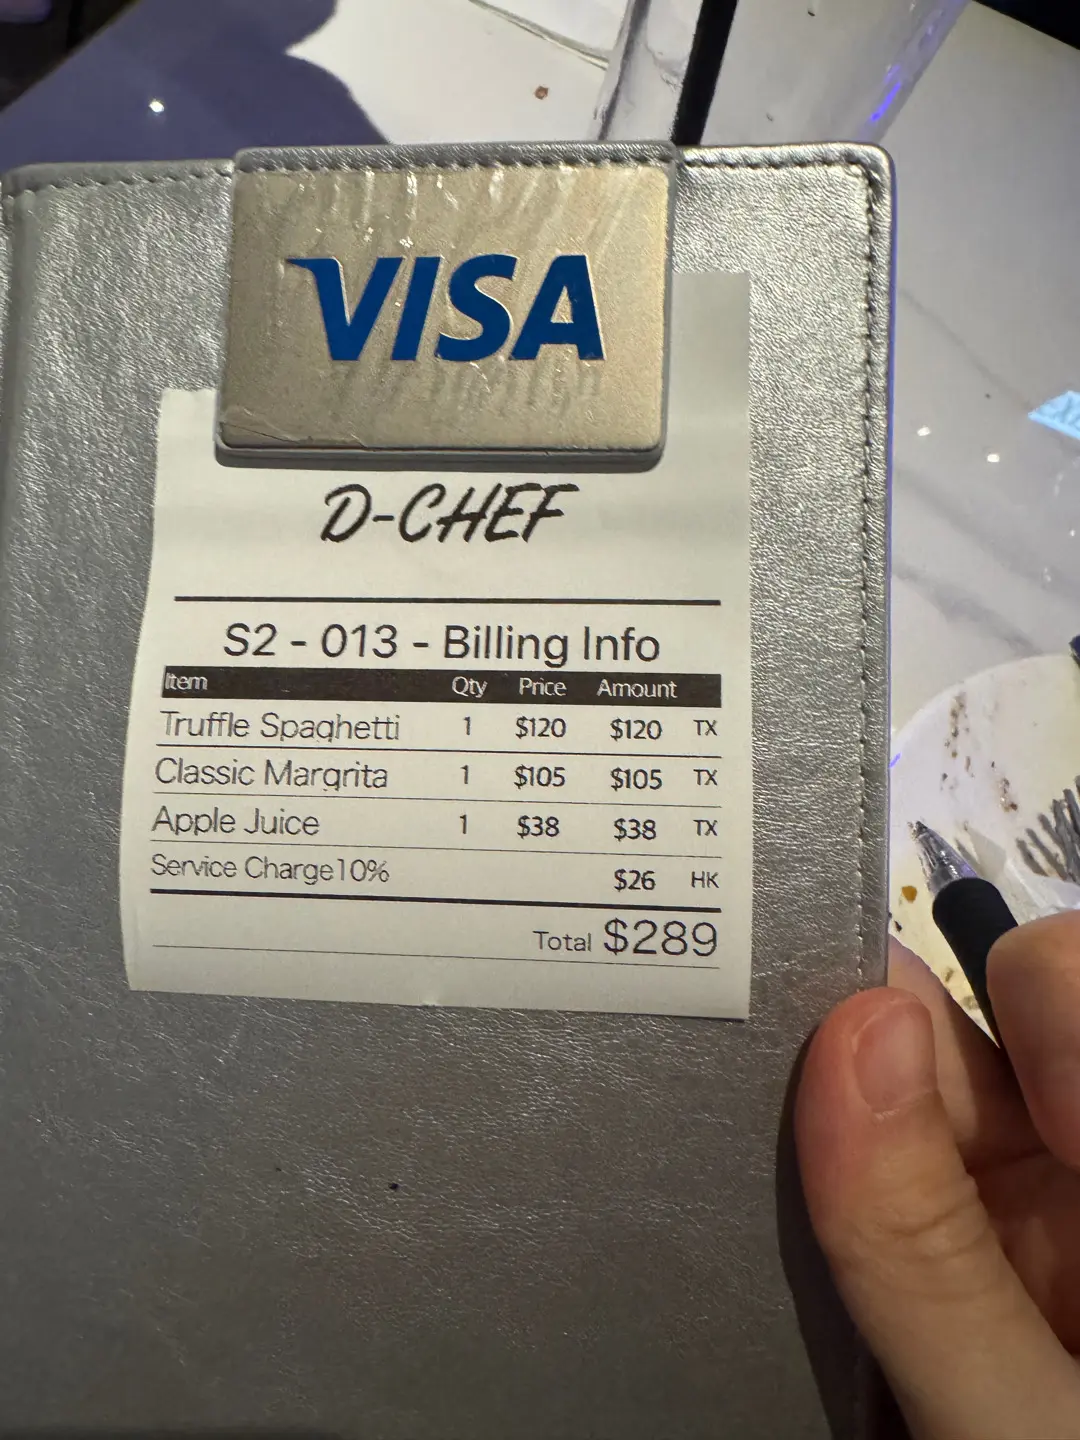 VISA
D-CHEF
S2 - 013 - Billing Info
Item Qty Price Amount
Truffle Spaghetti 1 $120 $120 TX
Classic Margrita 1 $105 $105 TX
Apple Juice 1 $38 $38 TX
Service Charge10% $26 HK
Total $289